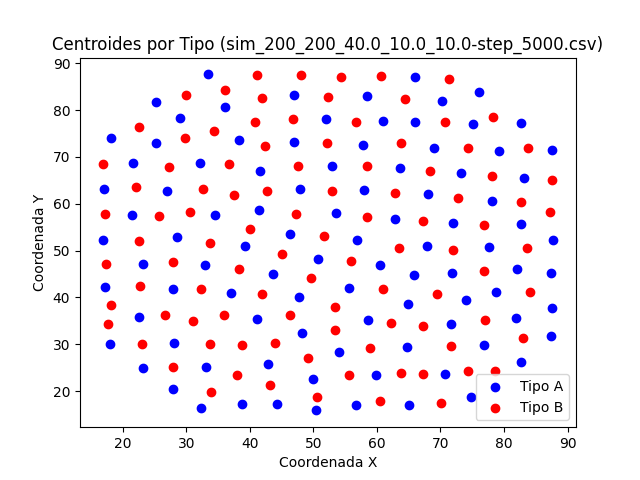 Centroides por Tipo (sim_200_200_40.0_10.0_10.0-step_5000.csv)
90
80
70
60
50
40
30
20
Coordenada Y
20 30 40 50 60 70 80 90
Coordenada X
Tipo A
Tipo B